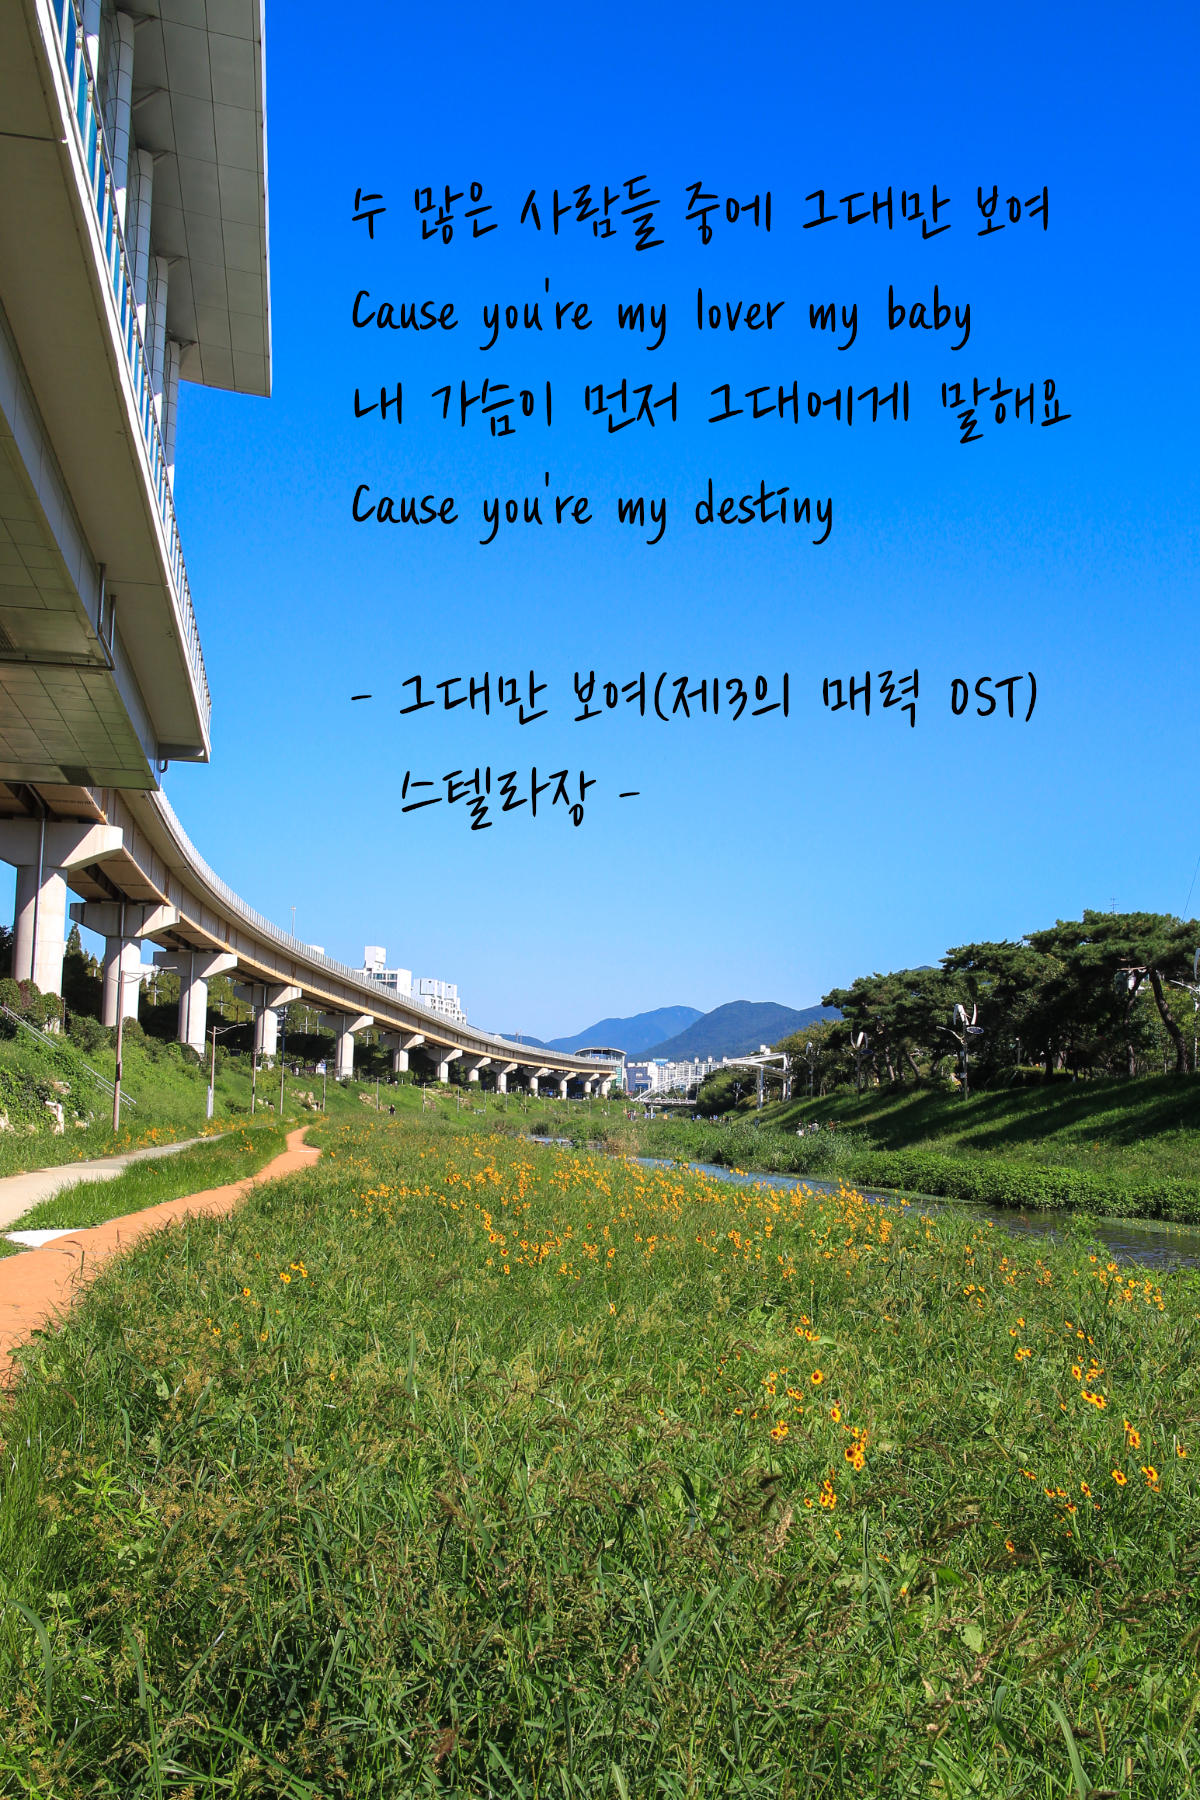 수 많은 사람들 중에 그대만 보여
Cause you're my lover my baby
내 가슴이 먼저 그대에게 말해요
Cause you're my destiny
- 그대만 보여(제3의 매력 OST)
스텔라장 -